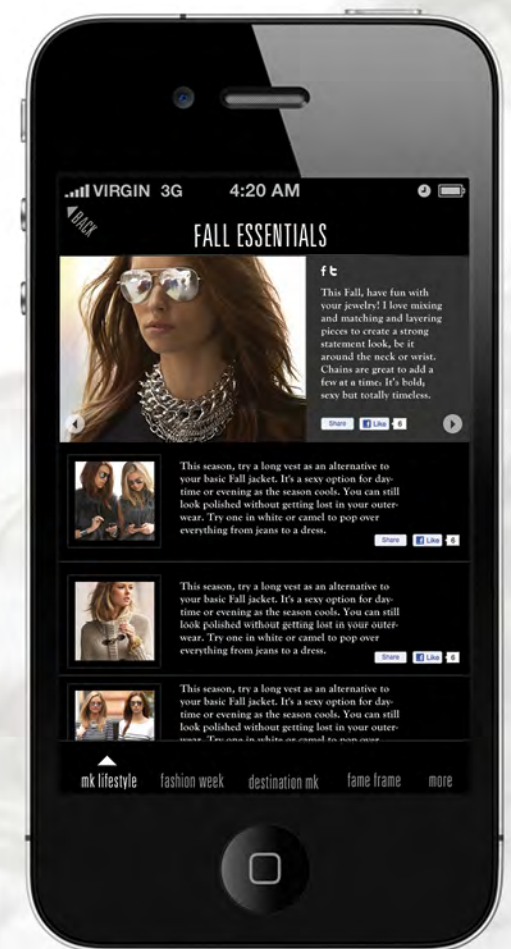 VIRGIN 3G 4:20 AM
BACK
FALL ESSENTIALS
f t
This Fall, have fun with
your jewelry! I love mixing
and matching and layering
pieces to create a strong
statement look, be it
around the neck or wrist.
Chains are great to add a
few at a time: It's bold,
sexy but totally timeless.
Share f Like 6
This season, try a long vest as an alternative to
your basic Fall jacket. It's a sexy option for day-
time or evening as the season cools. You can still
look polished without getting lost in your outer-
wear. Try one in white or camel to pop over
everything from jeans to a dress.
Share f Like 6
This season, try a long vest as an alternative to
your basic Fall jacket. It's a sexy option for day-
time or evening as the season cools. You can still
look polished without getting lost in your outer-
wear. Try one in white or camel to pop over
everything from jeans to a dress.
Share f Like 6
This season, try a long vest as an alternative to
your basic Fall jacket. It's a sexy option for day-
time or evening as the season cools. You can still
look polished without getting lost in your outer-
wear. Try one in white or camel to pop over
mk lifestyle fashion week destination mk fame frame more